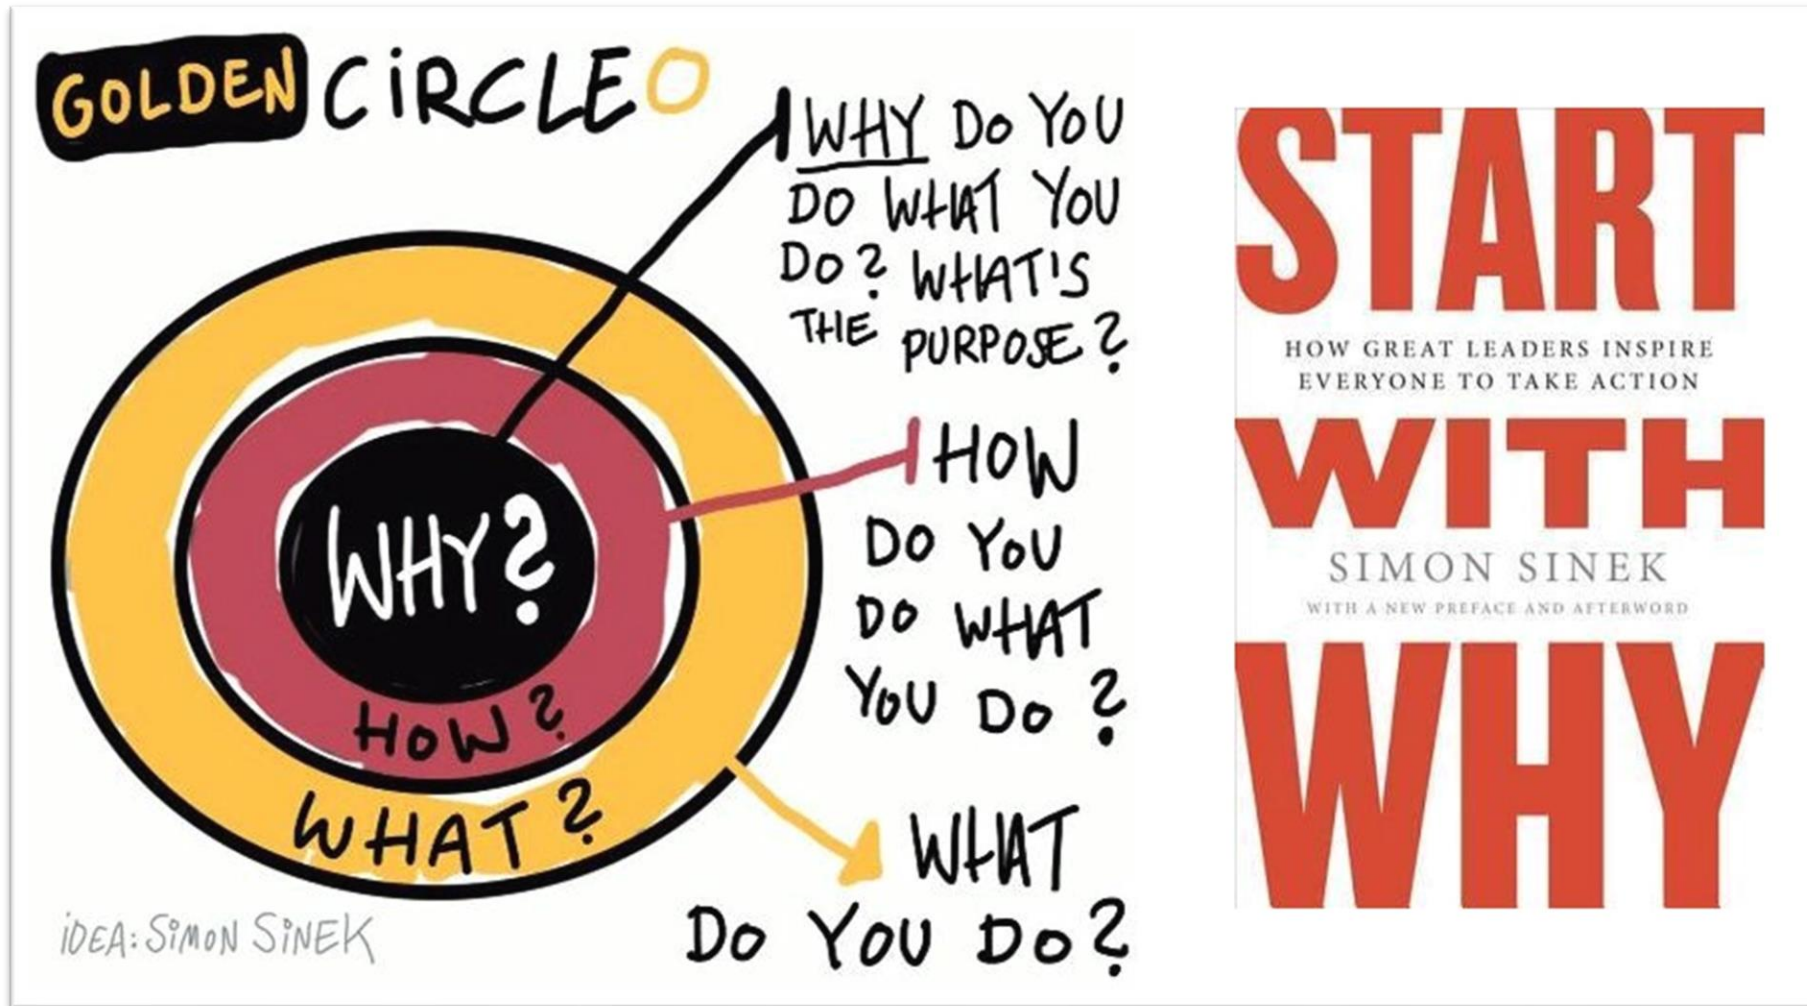 GOLDEN CiRCLE
WHY?
HOW?
WHAT?
WHY DO YOU
DO WHAT YOU
DO? WHAT'S
THE PURPOSE?
HOW
DO YOU
DO WHAT
YOU DO?
WHAT
DO YOU DO?
iDEA: SiMON SiNEK
START
HOW GREAT LEADERS INSPIRE
EVERYONE TO TAKE ACTION
WITH
SIMON SINEK
WITH A NEW PREFACE AND AFTERWORD
WHY